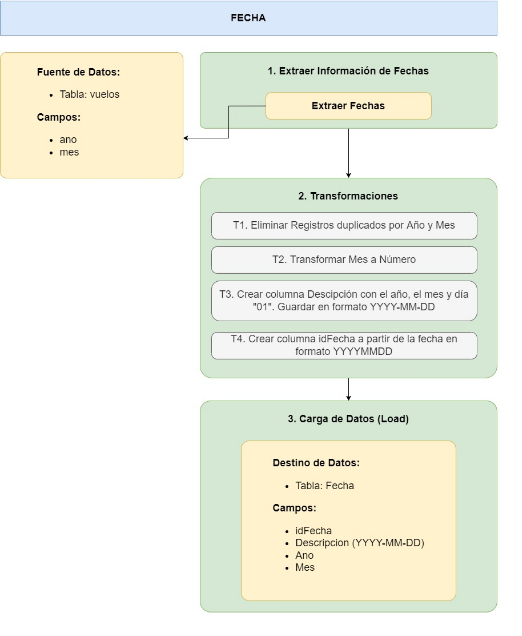 FECHA
Fuente de Datos:
Tabla: vuelos
Campos:
ano
mes
1. Extraer Información de Fechas
Extraer Fechas
2. Transformaciones
T1. Eliminar Registros duplicados por Año y Mes
T2. Transformar Mes a Número
T3. Crear columna Descipción con el año, el mes y día
"01". Guardar en formato YYYY-MM-DD
T4. Crear columna idFecha a partir de la fecha en
formato YYYYMMDD
3. Carga de Datos (Load)
Destino de Datos:
Tabla: Fecha
Campos:
idFecha
Descripcion (YYYY-MM-DD)
Ano
Mes